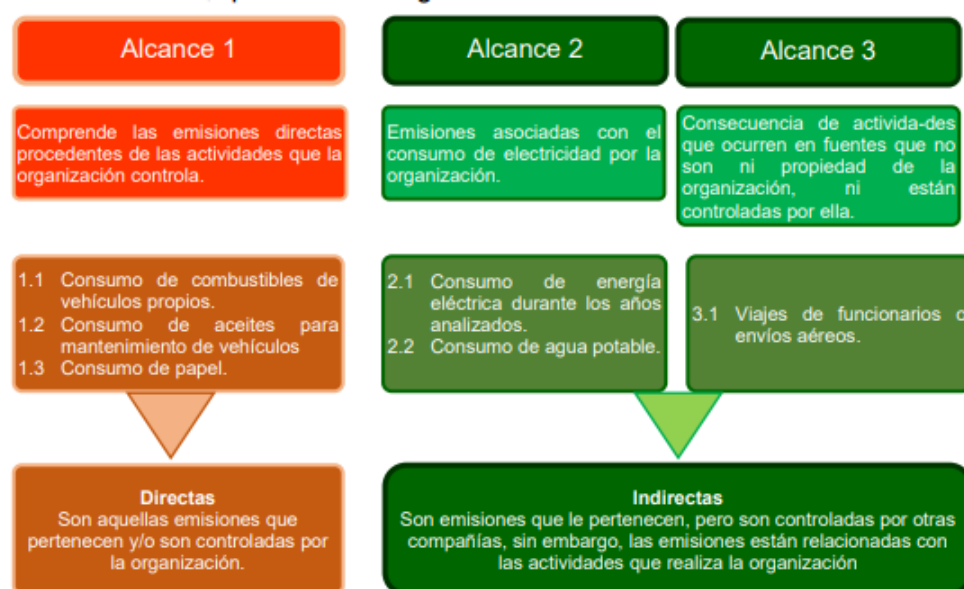 Alcance 1
Alcance 2
Alcance 3
Comprende las emisiones directas
procedentes de las actividades que la
organización controla.
Emisiones asociadas con el
consumo de electricidad por la
organización.
Consecuencia de activida-des
que ocurren en fuentes que no
son ni propiedad de la
organización, ni están
controladas por ella.
1.1 Consumo de combustibles de
vehículos propios.
1.2 Consumo de aceites para
mantenimiento de vehículos
1.3 Consumo de papel.
2.1 Consumo de energía
eléctrica durante los años
analizados.
2.2 Consumo de agua potable.
3.1 Viajes de funcionarios o
envíos aéreos.
Directas
Son aquellas emisiones que
pertenecen y/o son controladas por
la organización.
Indirectas
Son emisiones que le pertenecen, pero son controladas por otras
compañías, sin embargo, las emisiones están relacionadas con
las actividades que realiza la organización